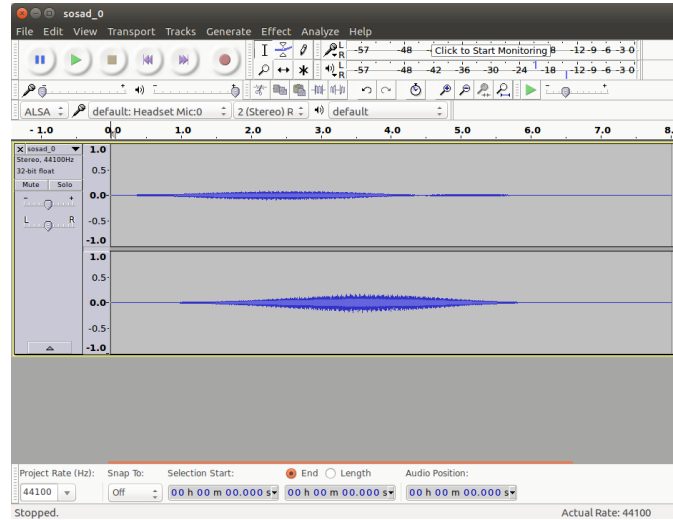 sosad_0
File Edit View Transport Tracks Generate Effect Analyze Help
L R -57 -48 - Click to Start Monitoring 8 -12 -9 -6 -3 0
L R -57 -48 -42 -36 -30 -24 -18 -12 -9 -6 -3 0
ALSA default: Headset Mic:0 2 (Stereo) R default
- 1.0 0.0 1.0 2.0 3.0 4.0 5.0 6.0 7.0 8.
X sosad_0 1.0
Stereo, 44100Hz
32-bit float 0.5
Mute Solo
- + 0.0
L R -0.5
-1.0
1.0
0.5
0.0
-0.5
-1.0
Project Rate (Hz): Snap To: Selection Start: End Length Audio Position:
44100 Off 00 h 00 m 00.000 s 00 h 00 m 00.000 s 00 h 00 m 00.000 s
Stopped. Actual Rate: 44100